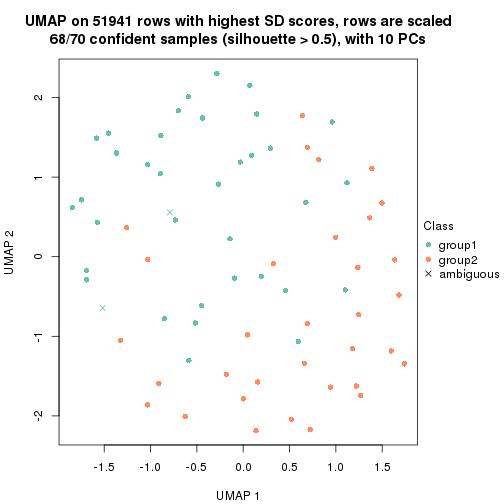 UMAP on 51941 rows with highest SD scores, rows are scaled
68/70 confident samples (silhouette > 0.5), with 10 PCs
2
1
0
-1
-2
UMAP 2
-1.5 -1.0 -0.5 0.0 0.5 1.0 1.5
UMAP 1
Class
group1
group2
ambiguous